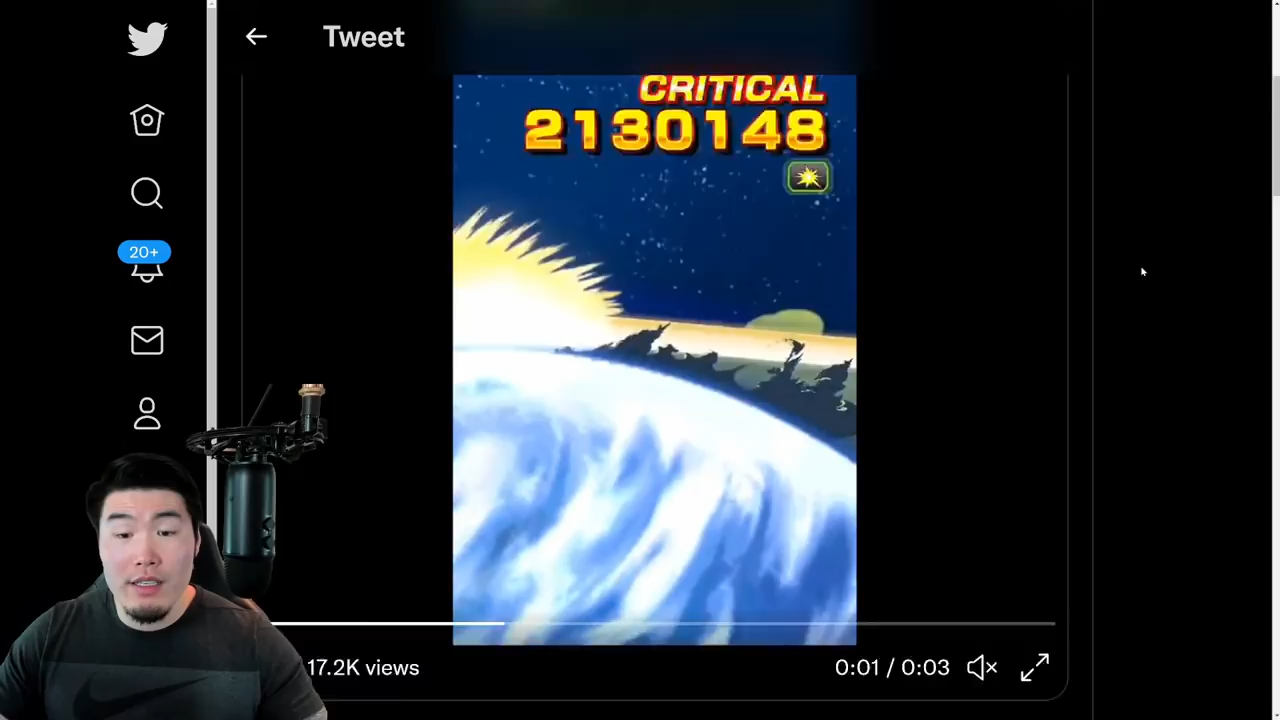 Tweet
CRITICAL
2130148
20+
17.2K views
0:01 / 0:03